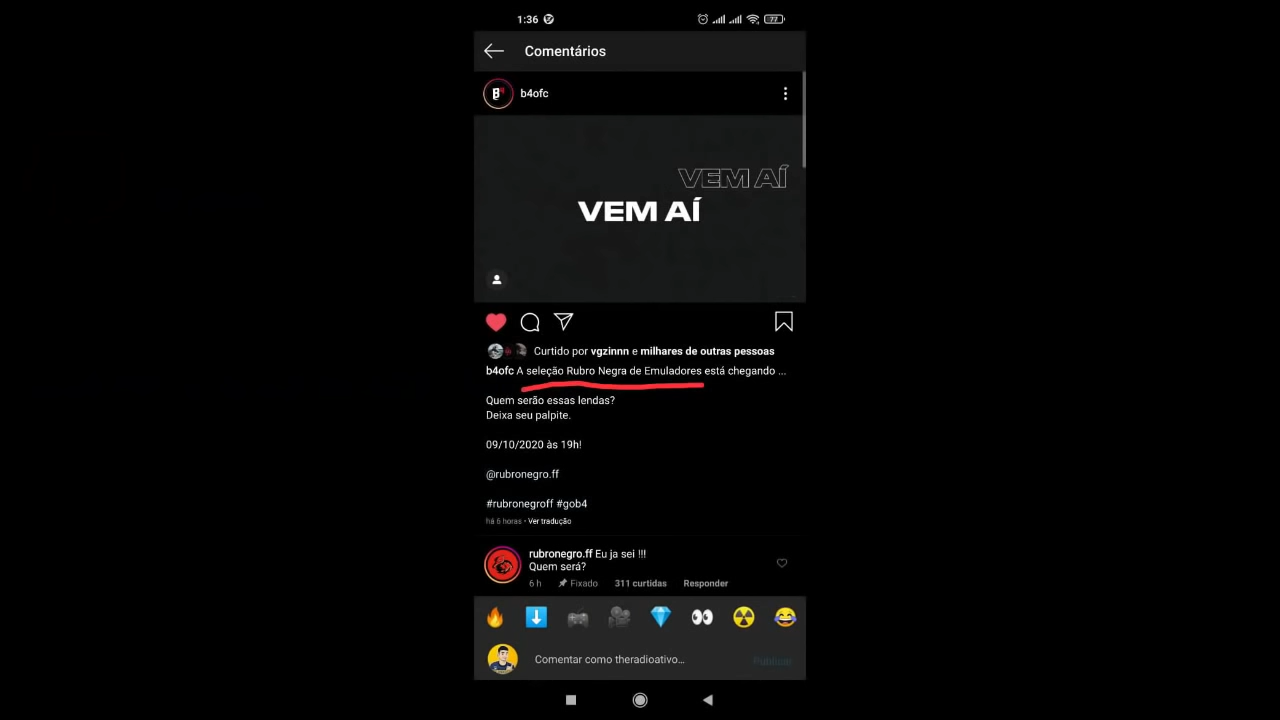 1:36
77
Comentários
b4ofc
VEM AÍ
VEM AÍ
Curtido por vgzinnn e milhares de outras pessoas
b4ofc A seleção Rubro Negra de Emuladores está chegando ...
Quem serão essas lendas?
Deixa seu palpite.
09/10/2020 às 19h!
@rubronegro.ff
#rubronegroff #gob4
há 6 horas · Ver tradução
rubronegro.ff Eu ja sei !!!
Quem será?
6 h Fixado 311 curtidas Responder
Comentar como theradioativo... Publicar